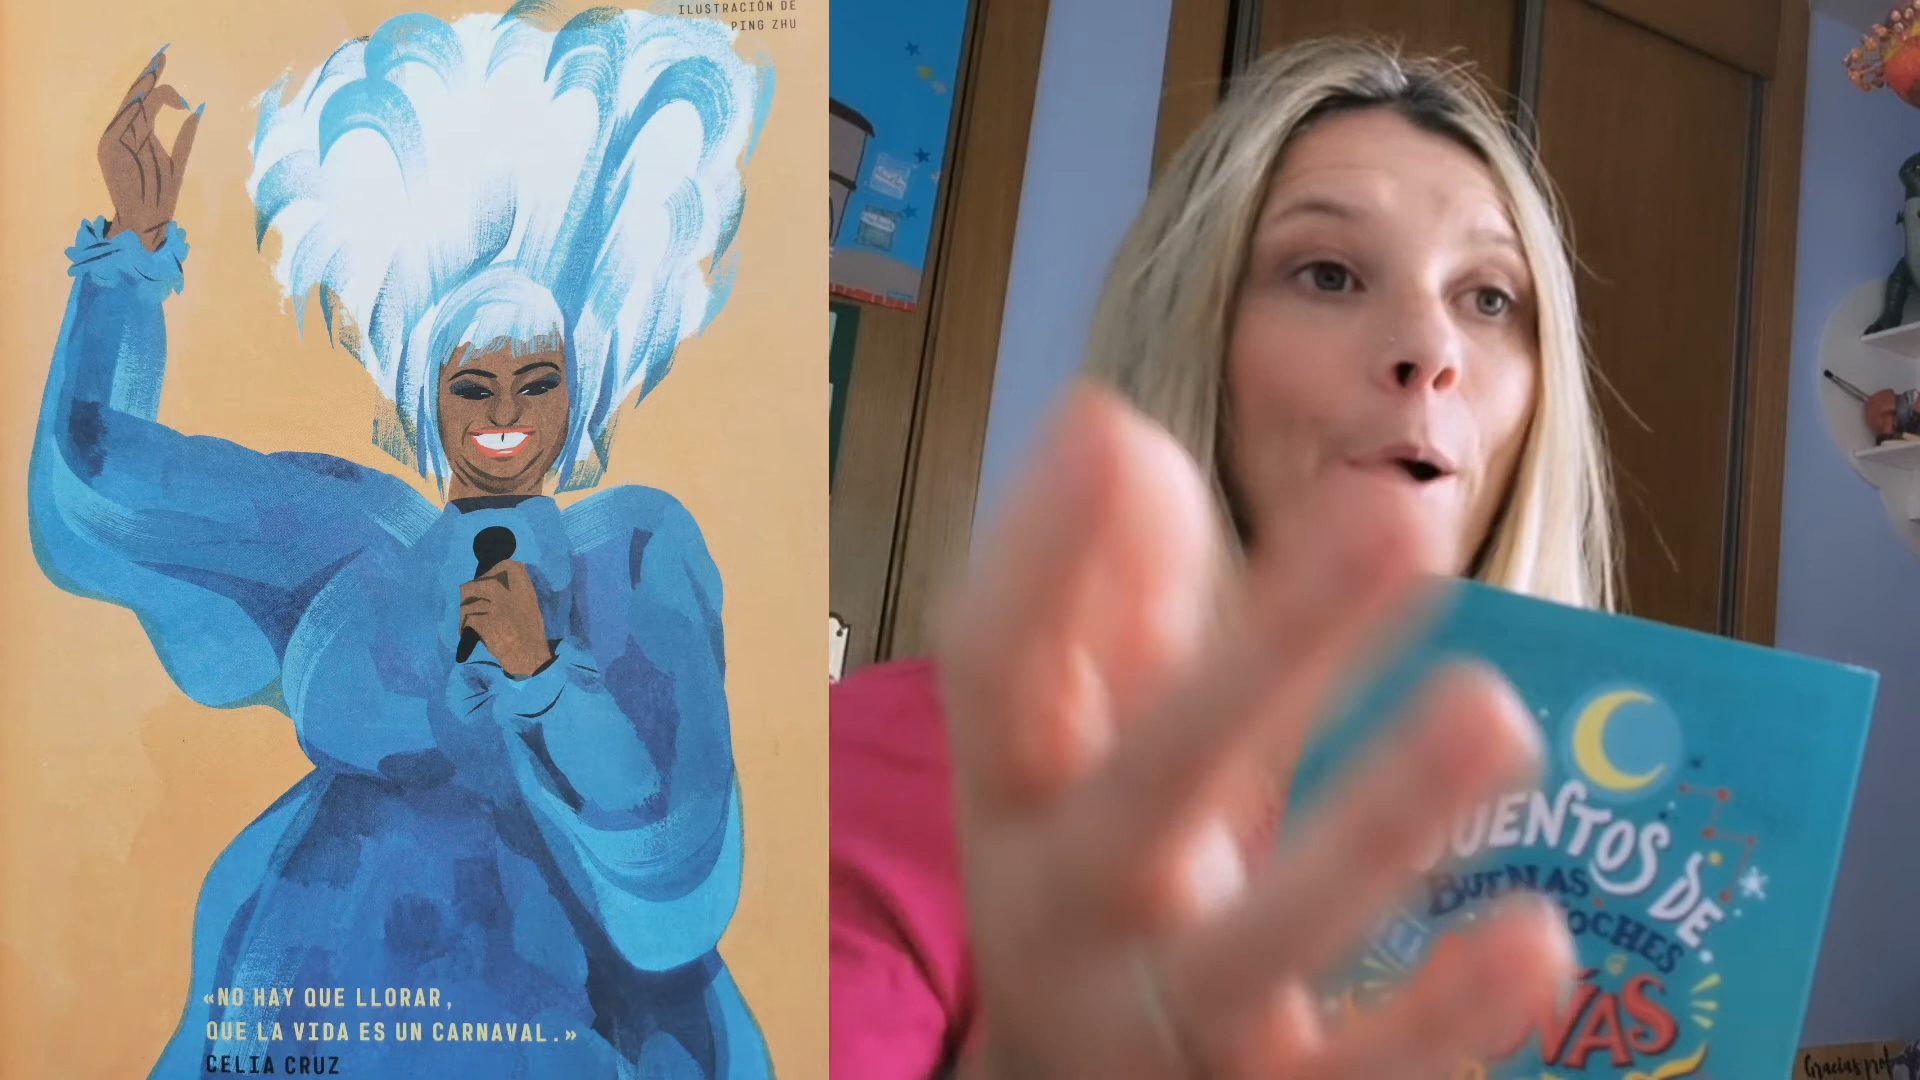 ILUSTRACIÓN DE
PING ZHU
«NO HAY QUE LLORAR,
QUE LA VIDA ES UN CARNAVAL.»
CELIA CRUZ
CUENTOS DE
BUENAS
NOCHES
Gracias